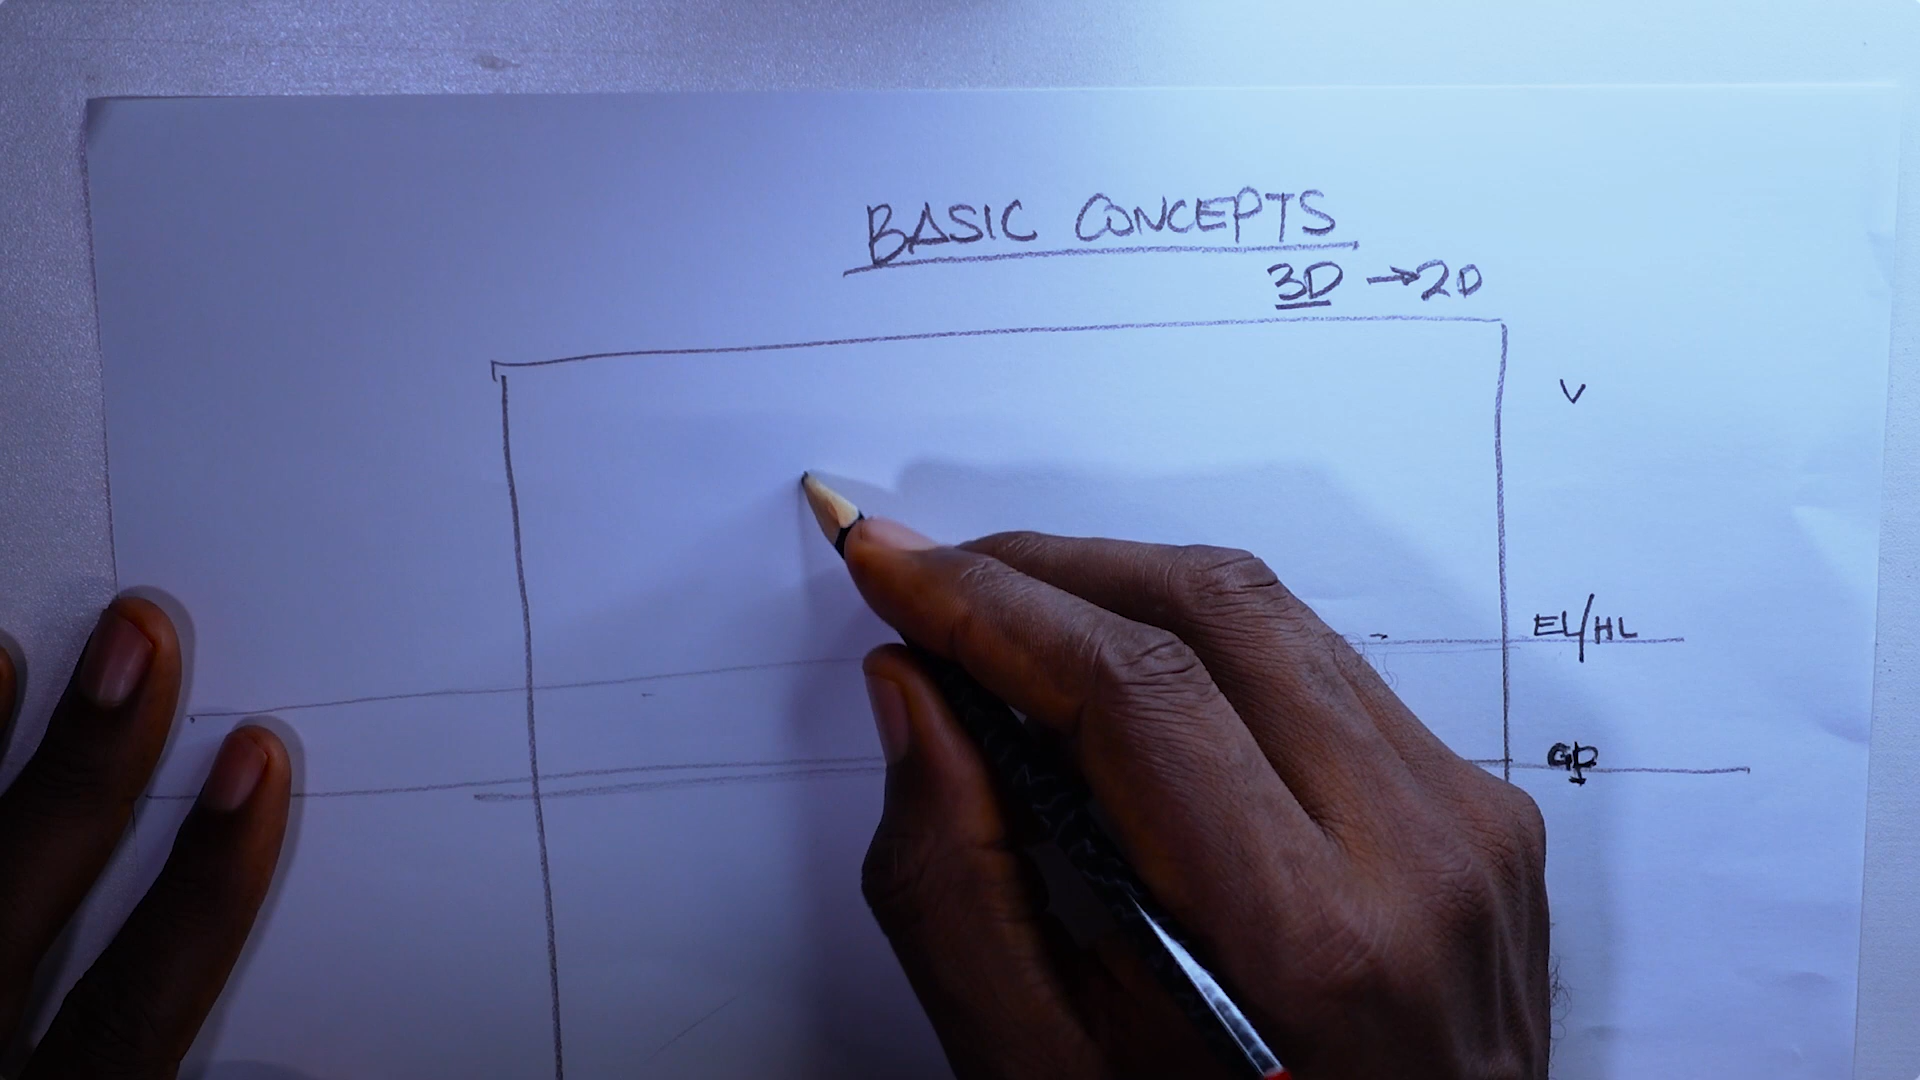 BASIC CONCEPTS
3D → 2D
V
EL/HL
GP